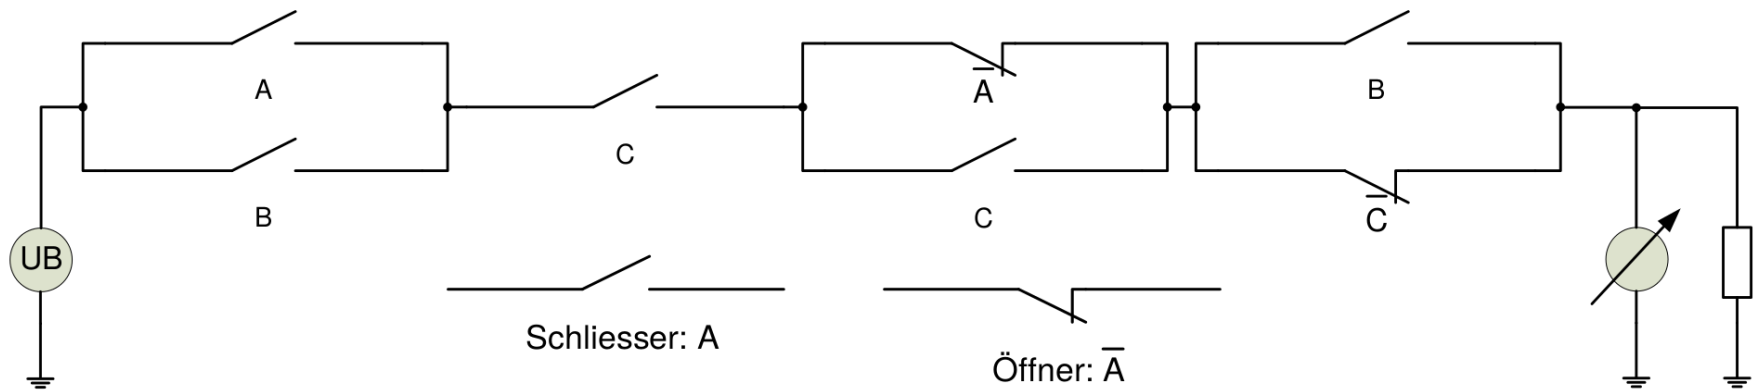 A
B
C
A̅
C
B
C̅
UB
Schliesser: A
Öffner: A̅